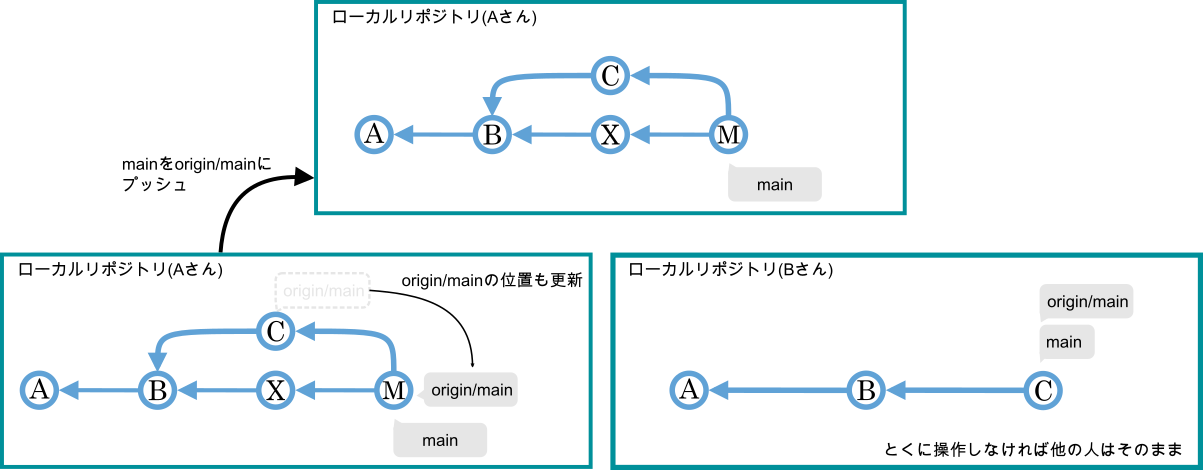 ローカルリポジトリ(Aさん)
C
A
B
X
M
main
mainをorigin/mainに
プッシュ
ローカルリポジトリ(Aさん)
origin/main
origin/mainの位置も更新
C
A
B
X
M
origin/main
main
ローカルリポジトリ(Bさん)
origin/main
main
A
B
C
とくに操作しなければ他の人はそのまま